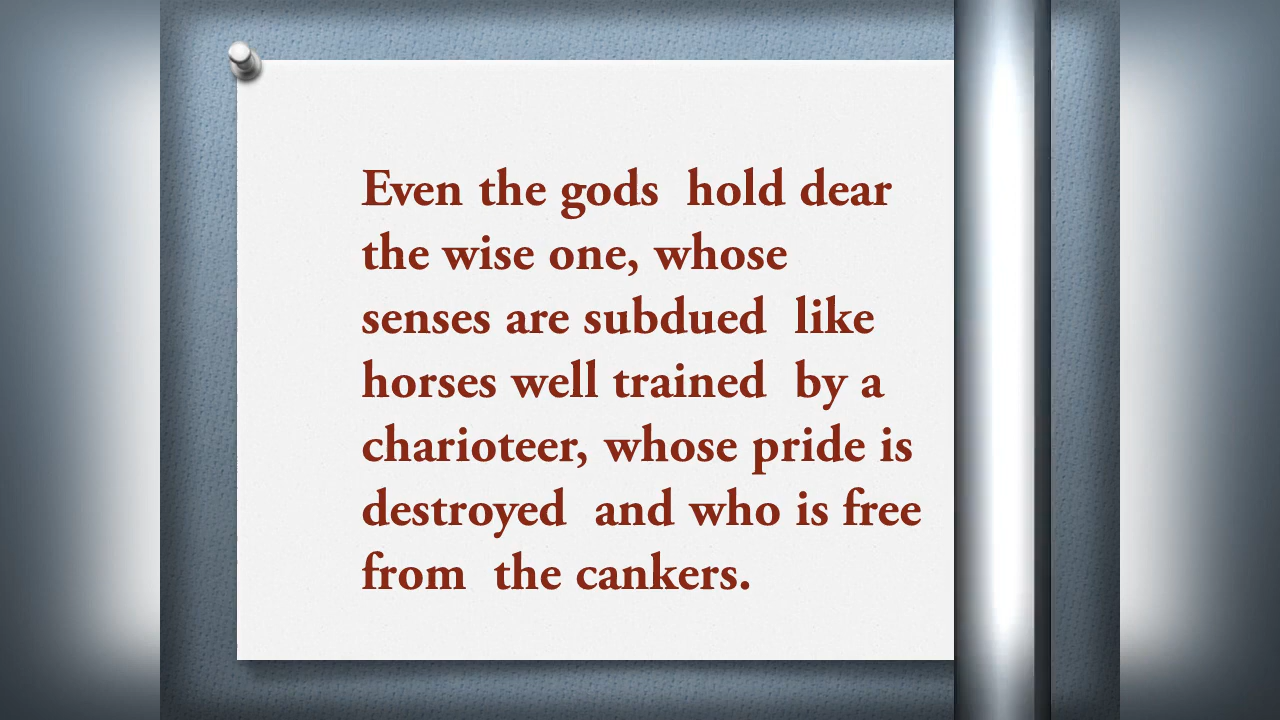 Even the gods hold dear
the wise one, whose
senses are subdued like
horses well trained by a
charioteer, whose pride is
destroyed and who is free
from the cankers.